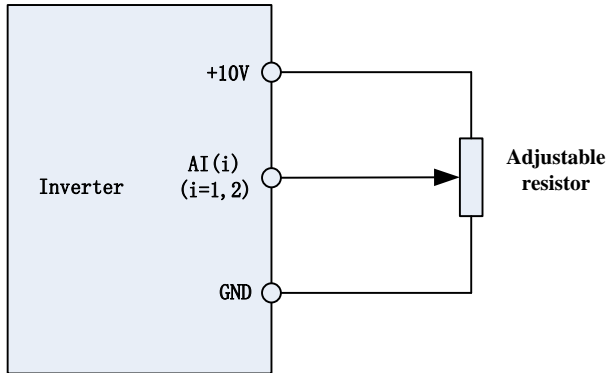 +10V
AI(i)
(i=1,2)
Inverter
GND
Adjustable
resistor